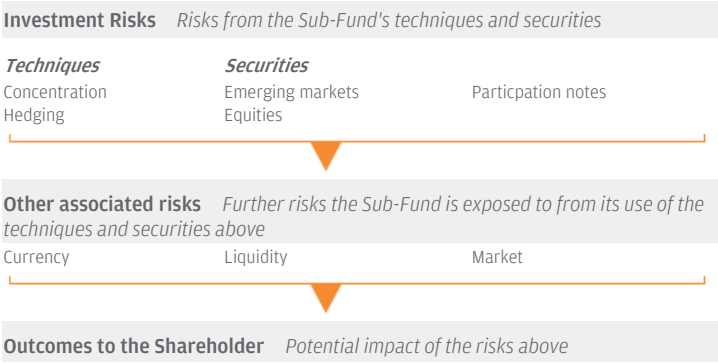 Investment Risks Risks from the Sub-Fund's techniques and securities
Techniques Securities
Concentration Emerging markets Particpation notes
Hedging Equities
Other associated risks Further risks the Sub-Fund is exposed to from its use of the
techniques and securities above
Currency Liquidity Market
Outcomes to the Shareholder Potential impact of the risks above